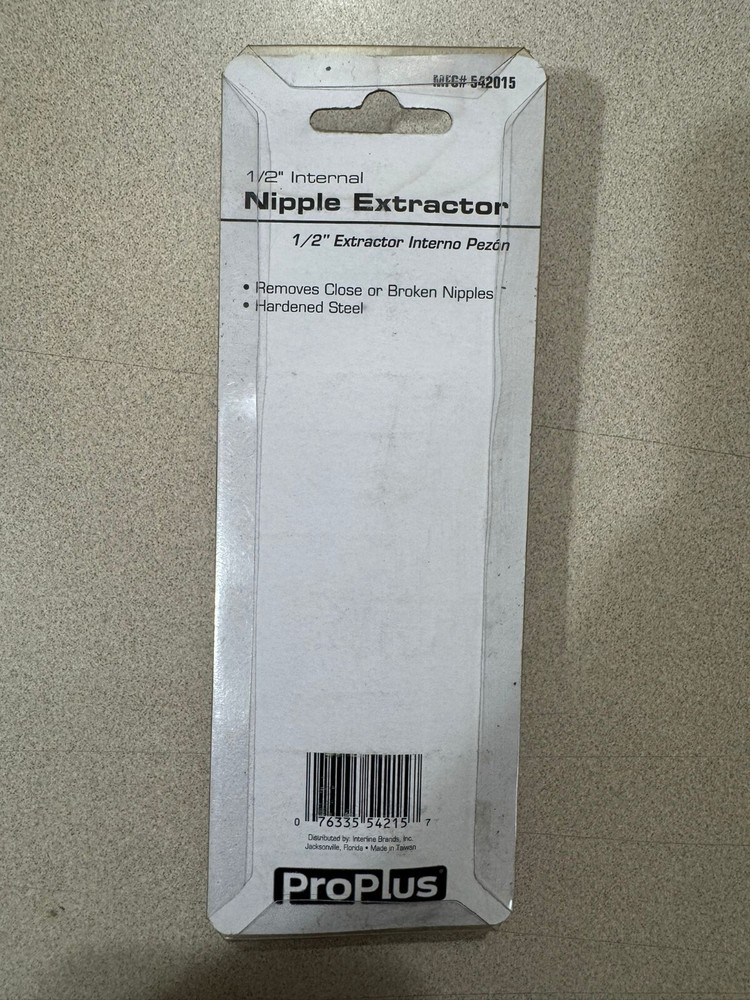 MFG# 542015
1/2" Internal
Nipple Extractor
1/2" Extractor Interno Pezón
• Removes Close or Broken Nipples
• Hardened Steel
0 76335 54215 7
Distributed by: Interline Brands, Inc.
Jacksonville, Florida • Made in Taiwan
ProPlus®